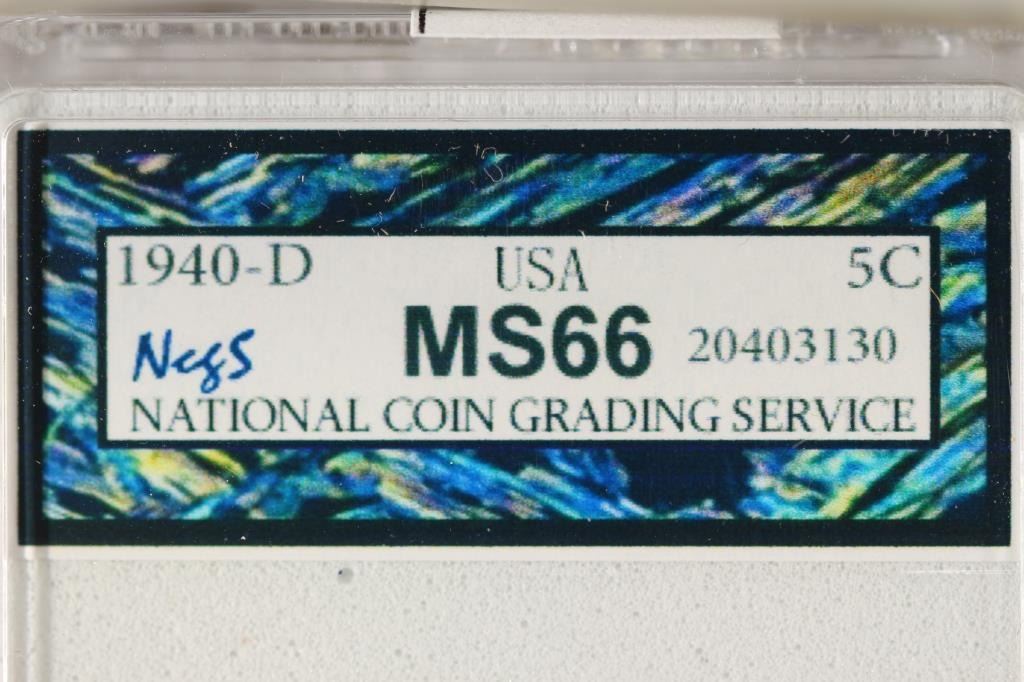 1940-D USA 5C
MS66 20403130
NcgS
NATIONAL COIN GRADING SERVICE